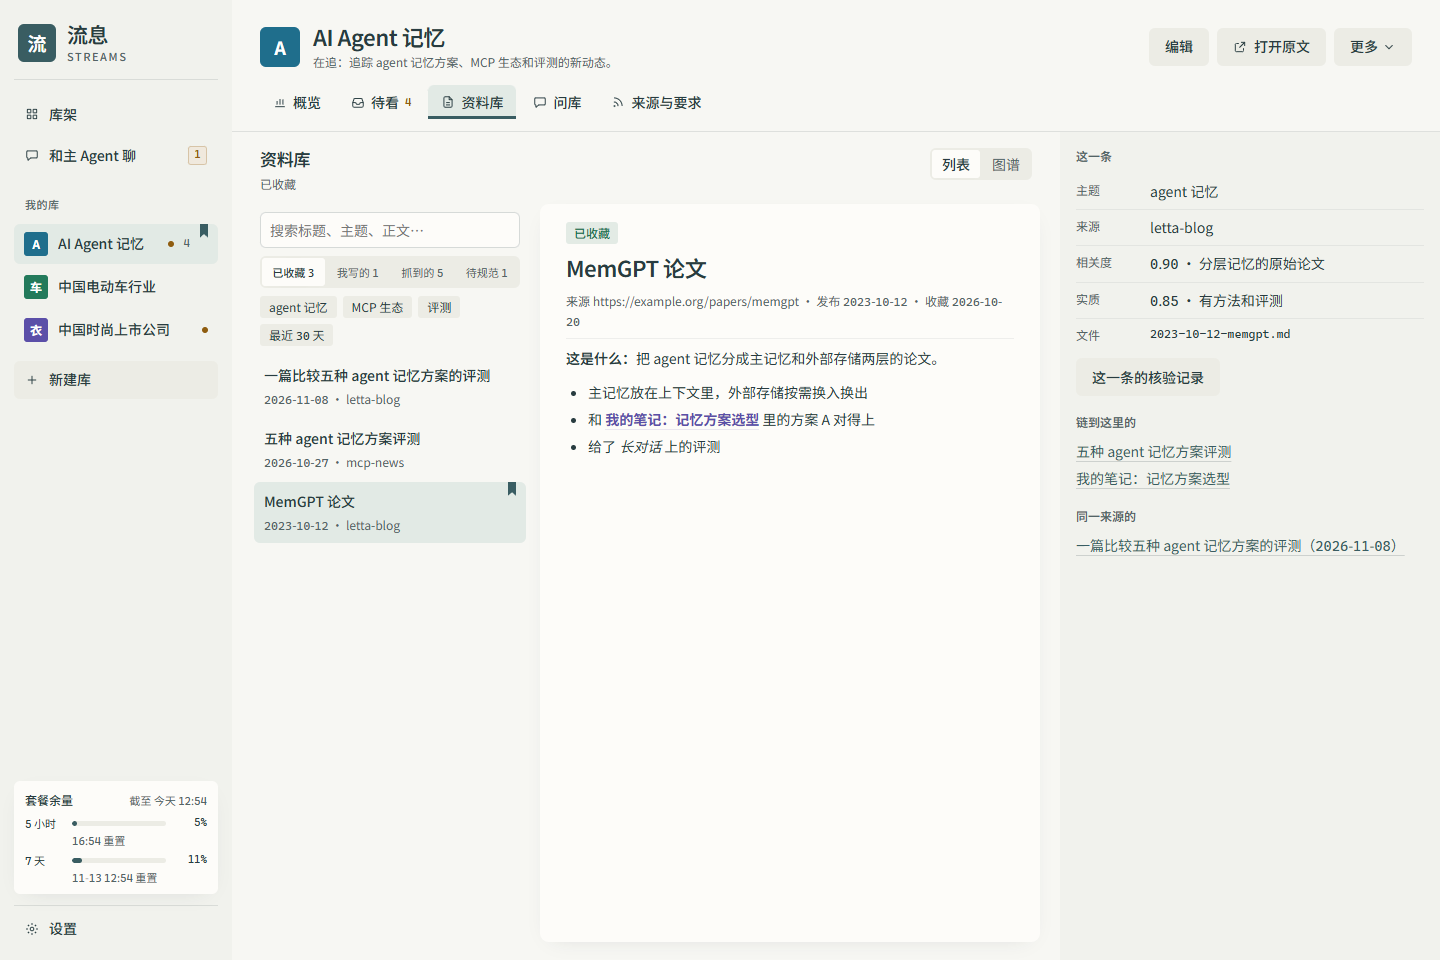 流
流息
STREAMS
库架
和主 Agent 聊
1
我的库
A
AI Agent 记忆
4
车
中国电动车行业
衣
中国时尚上市公司
新建库
套餐余量
截至 今天 12:54
5 小时
5%
16:54 重置
7 天
11%
11-13 12:54 重置
设置
A
AI Agent 记忆
在追：追踪 agent 记忆方案、MCP 生态和评测的新动态。
编辑
打开原文
更多
概览
待看 4
资料库
问库
来源与要求
资料库
已收藏
列表
图谱
搜索标题、主题、正文…
已收藏 3
我写的 1
抓到的 5
待规范 1
agent 记忆
MCP 生态
评测
最近 30 天
一篇比较五种 agent 记忆方案的评测
2026-11-08 • letta-blog
五种 agent 记忆方案评测
2026-10-27 • mcp-news
MemGPT 论文
2023-10-12 • letta-blog
已收藏
MemGPT 论文
来源 https://example.org/papers/memgpt • 发布 2023-10-12 • 收藏 2026-10-
20
这是什么：把 agent 记忆分成主记忆和外部存储两层的论文。
• 主记忆放在上下文里，外部存储按需换入换出
• 和 我的笔记：记忆方案选型 里的方案 A 对得上
• 给了 长对话 上的评测
这一条
主题
agent 记忆
来源
letta-blog
相关度
0.90 • 分层记忆的原始论文
实质
0.85 • 有方法和评测
文件
2023-10-12-memgpt.md
这一条的核验记录
链到这里的
五种 agent 记忆方案评测
我的笔记：记忆方案选型
同一来源的
一篇比较五种 agent 记忆方案的评测（2026-11-08）